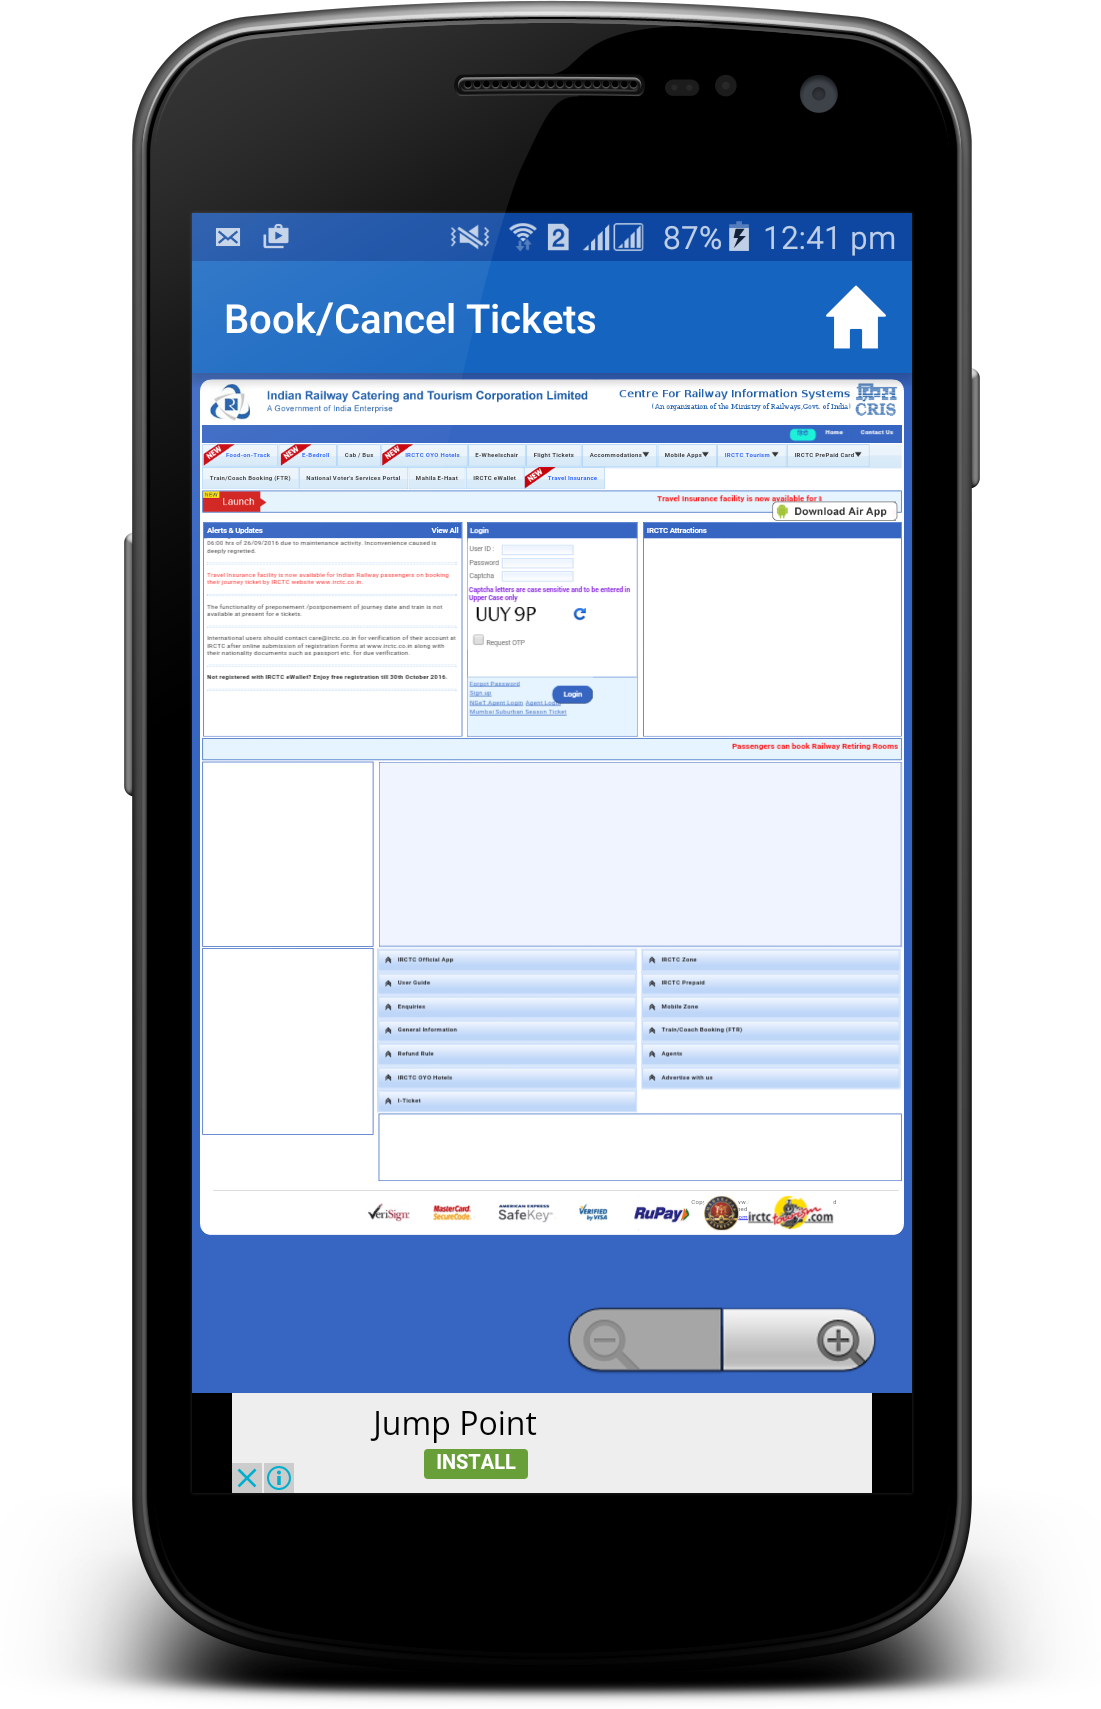 2 87% 12:41 pm
Book/Cancel Tickets
Indian Railway Catering and Tourism Corporation Limited
A Government of India Enterprise
Centre For Railway Information Systems
(An organisation of the Ministry of Railways,Govt. of India)
CRIS
हिंदी Home Contact Us
NEW Food-on-Track NEW E-Bedroll Cab / Bus NEW IRCTC OYO Hotels E-Wheelschair Flight Tickets Accommodations Mobile Apps IRCTC Tourism IRCTC PrePaid Card
Train/Coach Booking (FTR) National Voter's Services Portal Mahila E-Haat IRCTC eWallet NEW Travel Insurance
NEW Launch Travel Insurance facility is now available for
Download Air App
Alerts & Updates View All
06:00 hrs of 26/09/2016 due to maintenance activity. Inconvenience caused is
deeply regretted.
Travel Insurance facility is now available for Indian Railway passengers on booking
their journey ticket by IRCTC website www.irctc.co.in.
The functionality of preponement /postponement of journey date and train is not
available at present for e tickets.
International users should contact care@irctc.co.in for verification of their account at
IRCTC after online submission of registration forms at www.irctc.co.in along with
their nationality documents such as passport etc. for due verification.
Not registered with IRCTC eWallet? Enjoy free registration till 30th October 2016.
Login
User ID :
Password
Captcha
Captcha letters are case sensitive and to be entered in
Upper Case only
UUY 9P
Request OTP
Forgot Password
Sign up
NGeT Agent Login Agent Login
Mumbai Suburban Season Ticket
Login
IRCTC Attractions
Passengers can book Railway Retiring Rooms
IRCTC Official App
User Guide
Enquiries
General Information
Refund Rule
IRCTC OYO Hotels
I-Ticket
IRCTC Zone
IRCTC Prepaid
Mobile Zone
Train/Coach Booking (FTR)
Agents
Advertise with us
VeriSign
MasterCard.
SecureCode.
AMERICAN EXPRESS
SafeKey
VERIFIED
by VISA
RuPay
irctc tourism .com
Jump Point
INSTALL